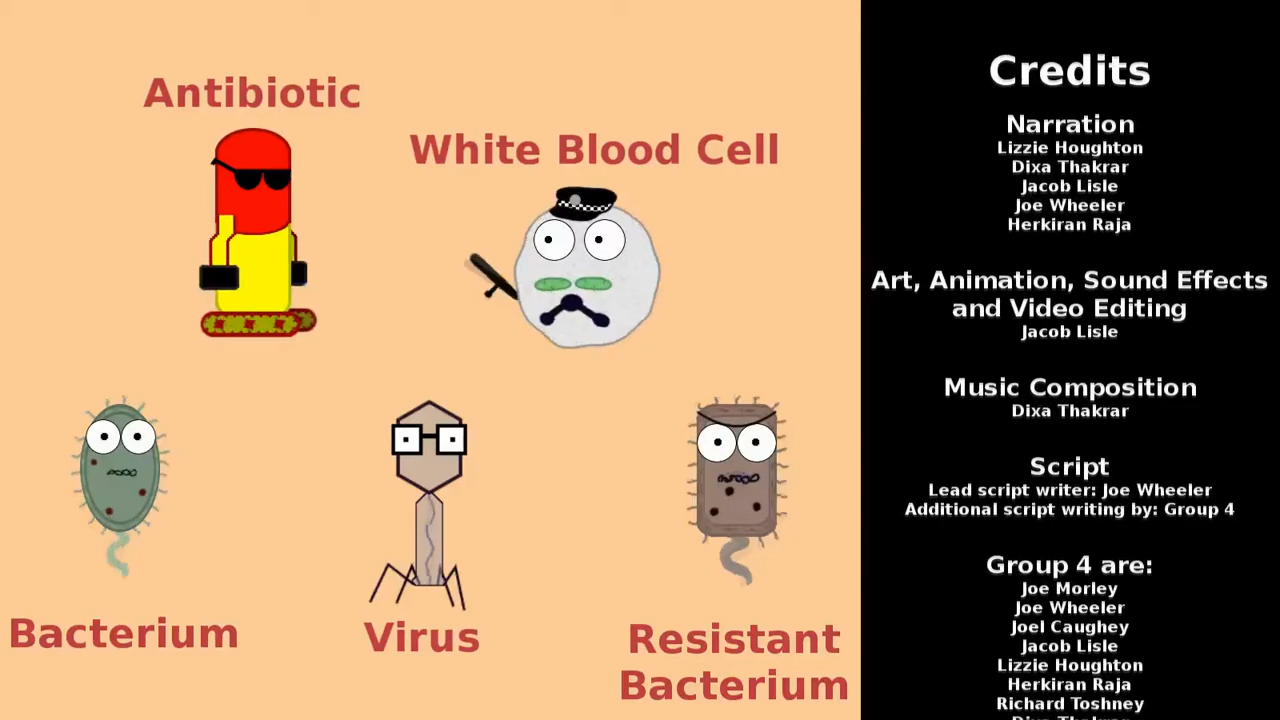 Antibiotic
White Blood Cell
Bacterium
Virus
Resistant
Bacterium
Credits
Narration
Lizzie Houghton
Dixa Thakrar
Jacob Lisle
Joe Wheeler
Herkiran Raja
Art, Animation, Sound Effects
and Video Editing
Jacob Lisle
Music Composition
Dixa Thakrar
Script
Lead script writer: Joe Wheeler
Additional script writing by: Group 4
Group 4 are:
Joe Morley
Joe Wheeler
Joel Caughey
Jacob Lisle
Lizzie Houghton
Herkiran Raja
Richard Toshney